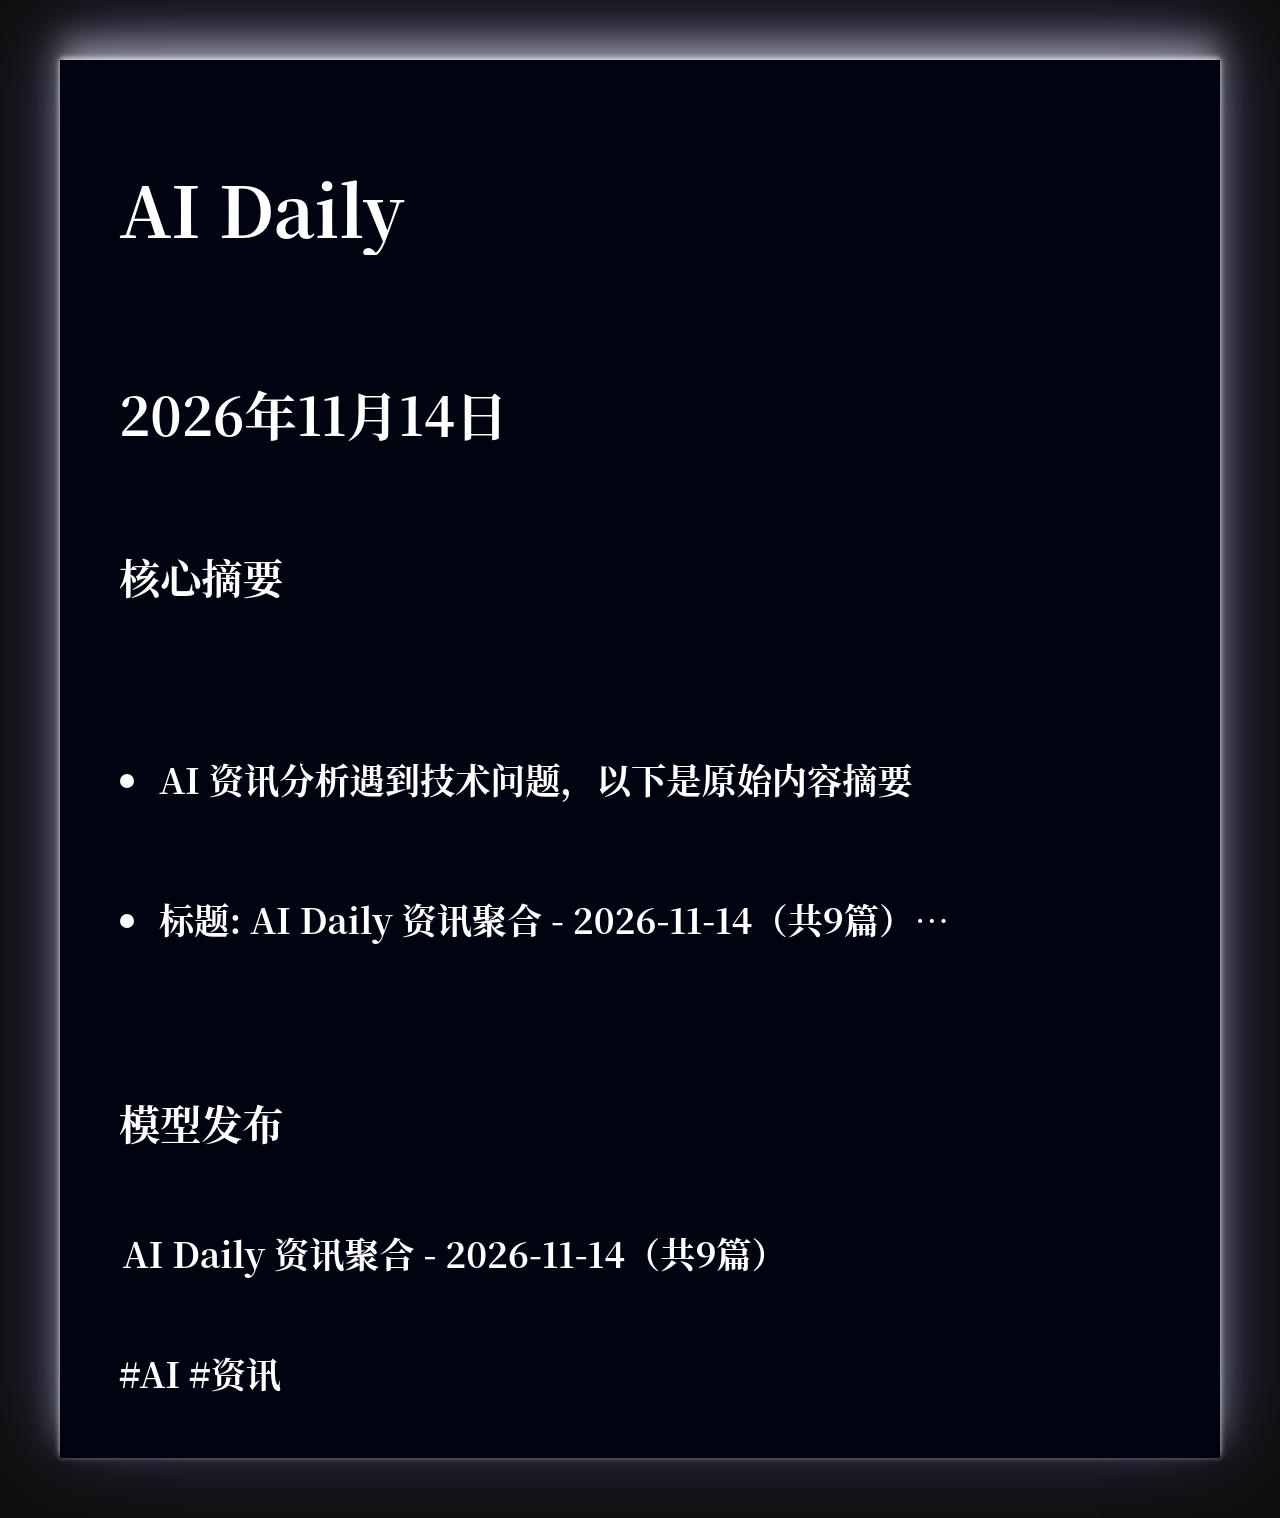 AI Daily
2026年11月14日
核心摘要
AI 资讯分析遇到技术问题，以下是原始内容摘要
标题: AI Daily 资讯聚合 - 2026-11-14（共9篇）…
模型发布
AI Daily 资讯聚合 - 2026-11-14（共9篇）
#AI #资讯